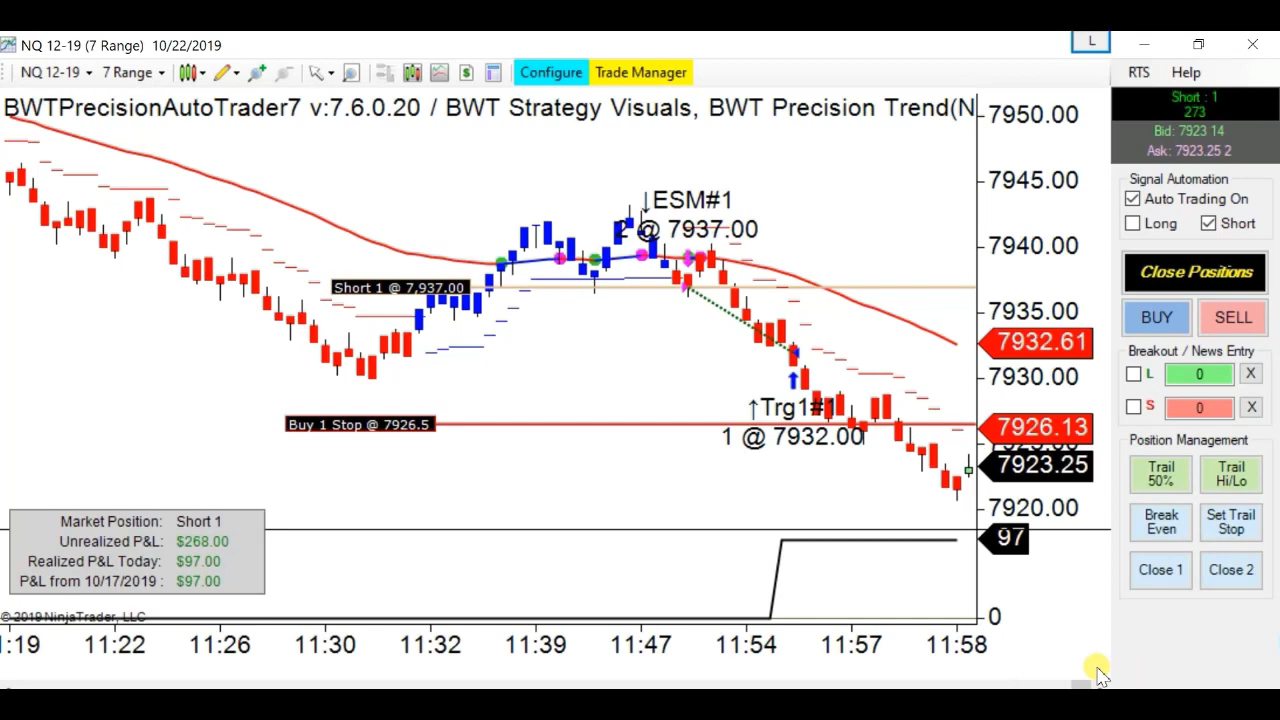 NQ 12-19 (7 Range) 10/22/2019
L
NQ 12-19 7 Range Configure Trade Manager
RTS Help
BWTPrecisionAutoTrader7 v:7.6.0.20 / BWT Strategy Visuals, BWT Precision Trend(N
Short : 1
273
Bid: 7923 14
Ask: 7923.25 2
Signal Automation
Auto Trading On
Long Short
Close Positions
BUY SELL
Breakout / News Entry
L 0 X
S 0 X
Position Management
Trail 50%
Trail Hi/Lo
Break Even
Set Trail Stop
Close 1 Close 2
↓ESM#1
2 @ 7937.00
Short 1 @ 7,937.00
Buy 1 Stop @ 7926.5
↑Trg1#1
1 @ 7932.00
7950.00
7945.00
7940.00
7935.00
7932.61
7930.00
7926.13
7923.25
7920.00
97
0
Market Position: Short 1
Unrealized P&L: $268.00
Realized P&L Today: $97.00
P&L from 10/17/2019 : $97.00
© 2019 NinjaTrader, LLC
:19 11:22 11:26 11:30 11:32 11:39 11:47 11:54 11:57 11:58